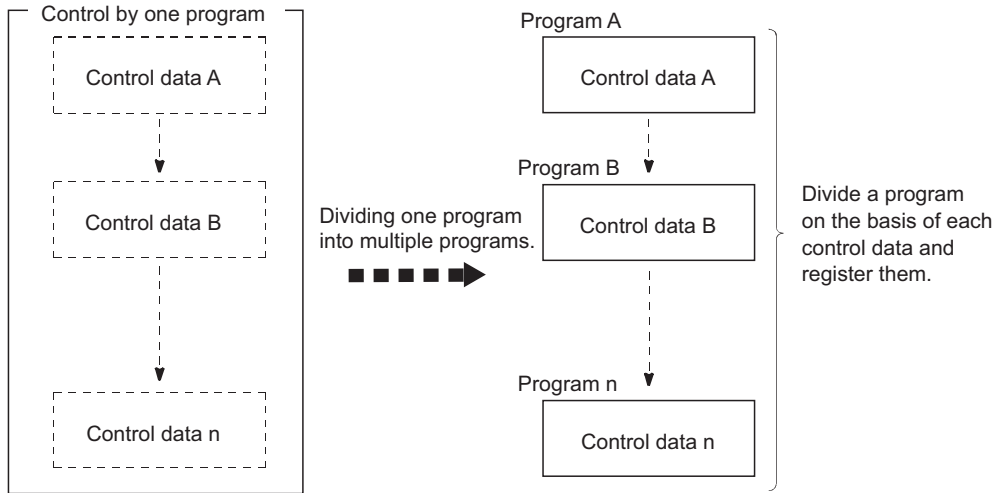 Control by one program
Control data A
Control data B
Control data n
Dividing one program
into multiple programs.
Program A
Control data A
Program B
Control data B
Program n
Control data n
Divide a program
on the basis of each
control data and
register them.